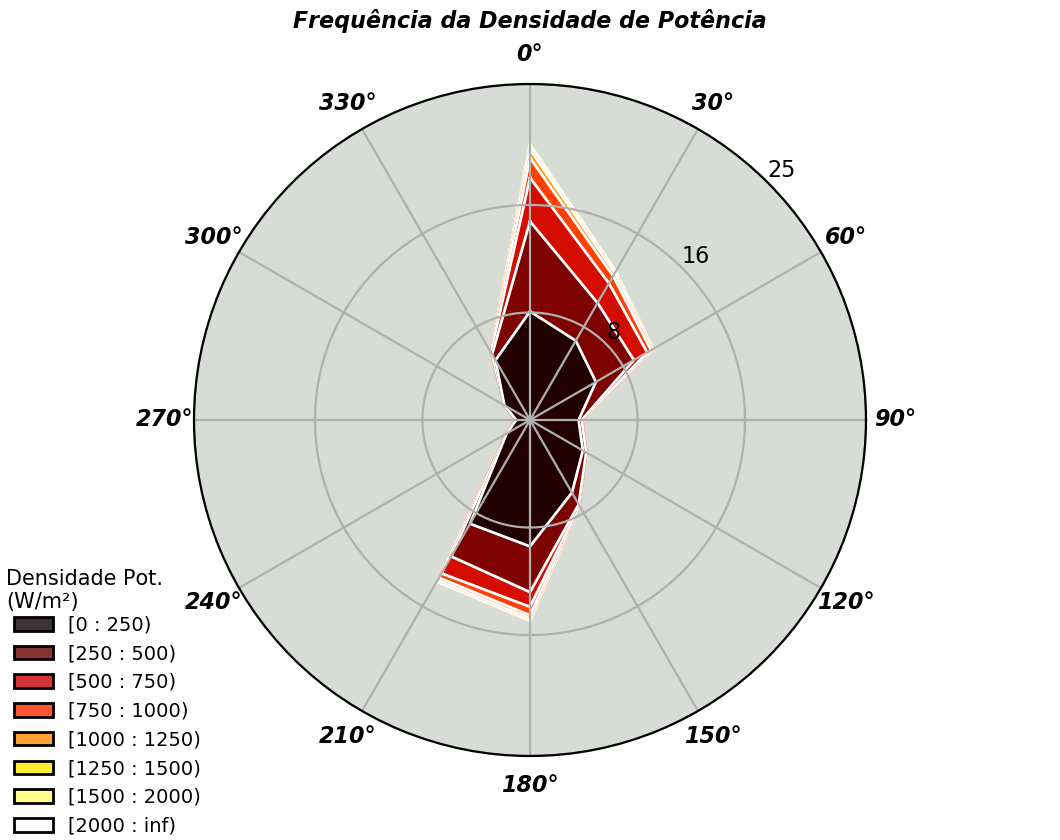 Frequência da Densidade de Potência
0°
330°
30°
25
300°
60°
16
8
270°
90°
240°
120°
210°
150°
180°
Densidade Pot.
(W/m²)
[0 : 250)
[250 : 500)
[500 : 750)
[750 : 1000)
[1000 : 1250)
[1250 : 1500)
[1500 : 2000)
[2000 : inf)